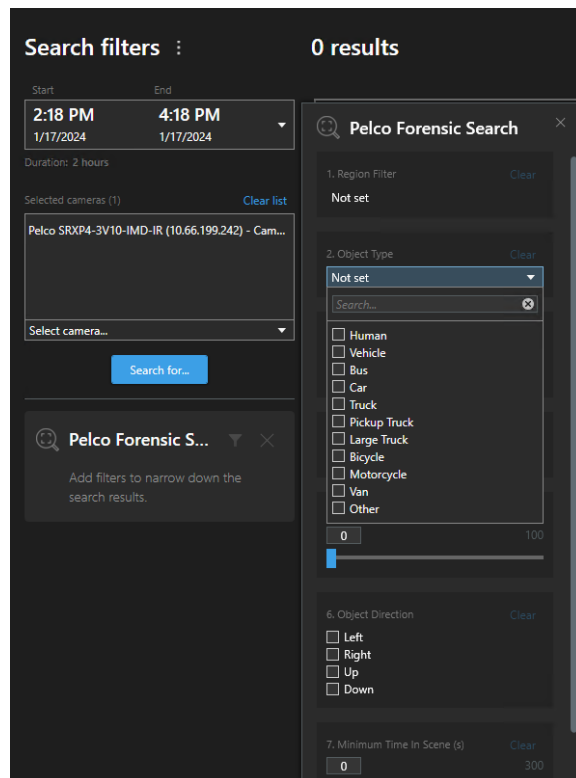 Search filters
0 results
Start
End
2:18 PM
4:18 PM
1/17/2024
1/17/2024
Duration: 2 hours
Selected cameras (1)
Clear list
Pelco SRXP4-3V10-IMD-IR (10.66.199.242) - Cam...
Select camera...
Search for...
Pelco Forensic S...
Add filters to narrow down the
search results.
Pelco Forensic Search
1. Region Filter
Clear
Not set
2. Object Type
Clear
Not set
Search...
Human
Vehicle
Bus
Car
Truck
Pickup Truck
Large Truck
Bicycle
Motorcycle
Van
Other
0
100
6. Object Direction
Clear
Left
Right
Up
Down
7. Minimum Time In Scene (s)
Clear
0
300